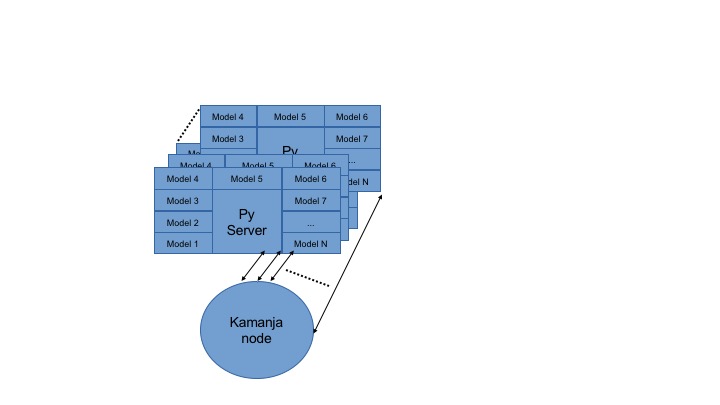 Model 4 Model 5 Model 6
Model 3 Py Model 7
...
Model 4 Model 5 Model 6
Model 4 Model 5 Model 6
Model 3 Py Server Model 7
Model 2 ...
Model 1 Model N
Kamanja
node